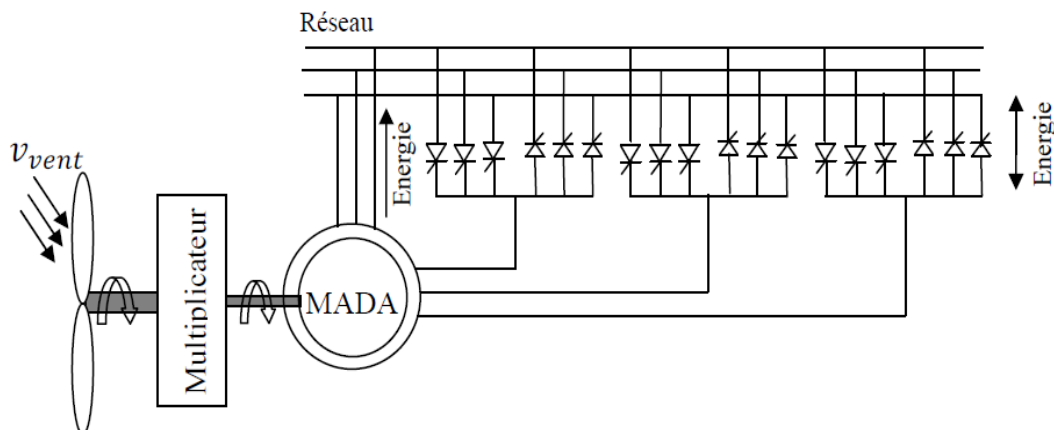 Réseau
v_vent
Multiplicateur
MADA
Energie
Energie